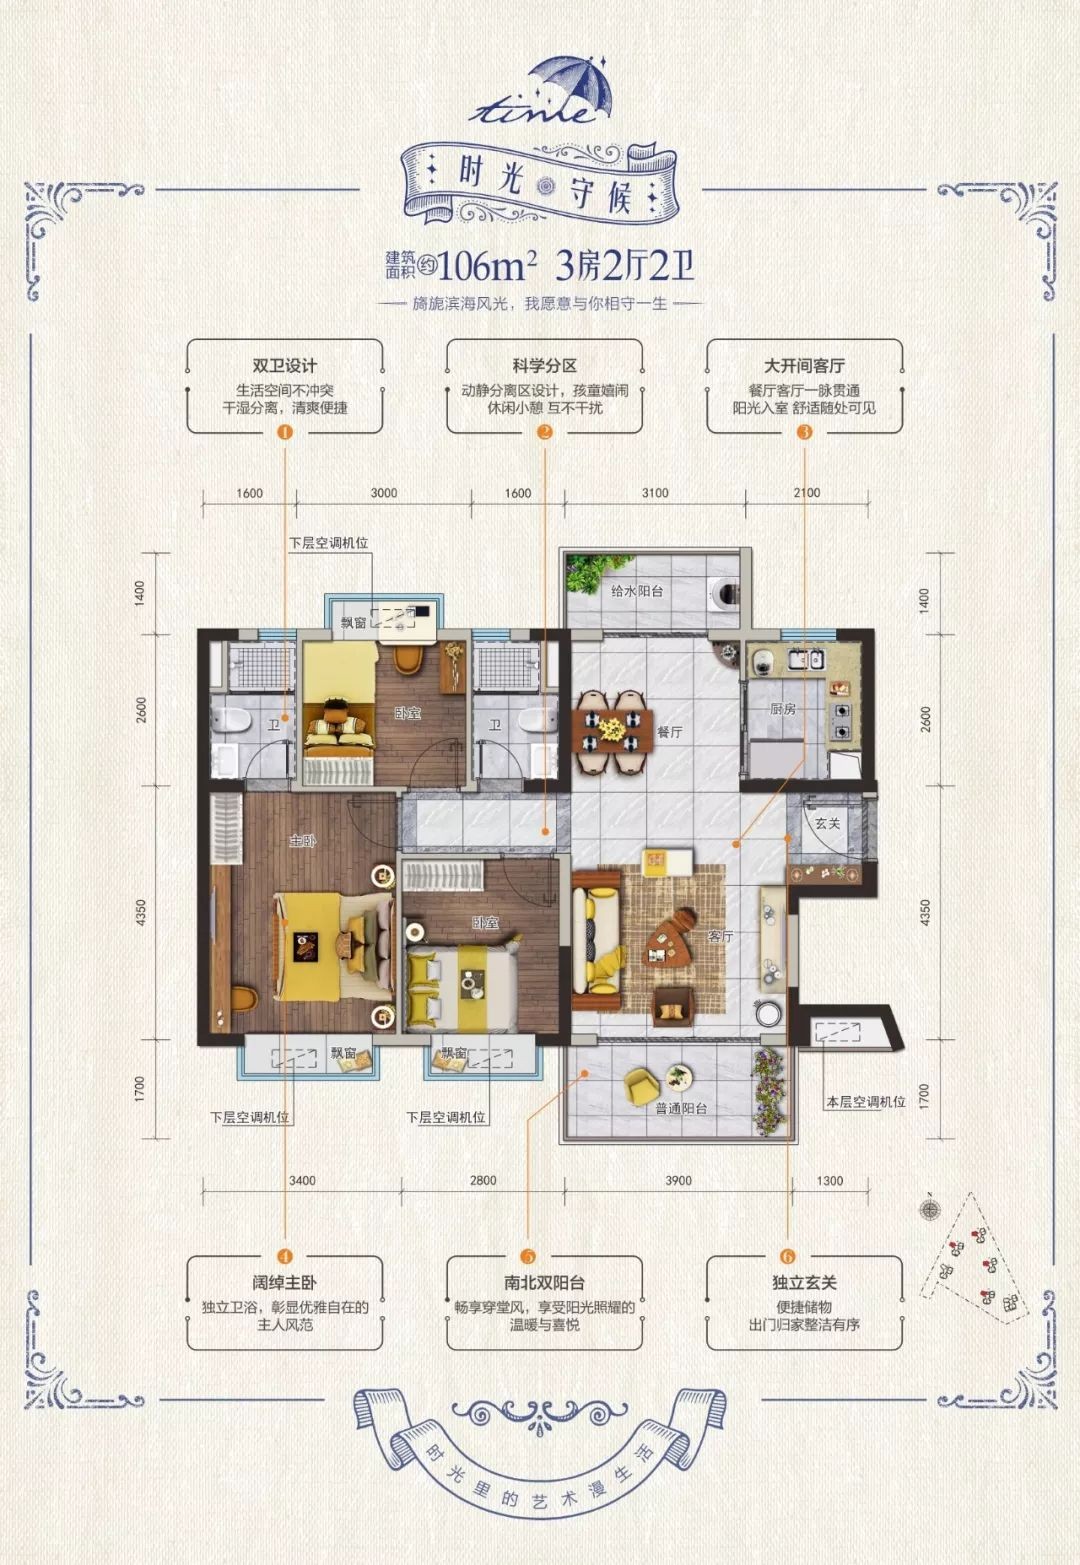 time
时光守候
建筑面积约106m² 3房2厅2卫
旖旎滨海风光，我愿意与你相守一生
双卫设计
生活空间不冲突
干湿分离，清爽便捷
1
科学分区
动静分离区设计，孩童嬉闹
休闲小憩 互不干扰
2
大开间客厅
餐厅客厅一脉贯通
阳光入室 舒适随处可见
3
1600
3000
1600
3100
2100
下层空调机位
1400
2600
4350
1700
1400
2600
4350
1700
给水阳台
飘窗
卫
卧室
卫
餐厅
厨房
玄关
主卧
卧室
客厅
飘窗
飘窗
普通阳台
下层空调机位
下层空调机位
本层空调机位
3400
2800
3900
1300
N
4
阔绰主卧
独立卫浴，彰显优雅自在的
主人风范
5
南北双阳台
畅享穿堂风，享受阳光照耀的
温暖与喜悦
6
独立玄关
便捷储物
出门归家整洁有序
时光里的艺术漫生活